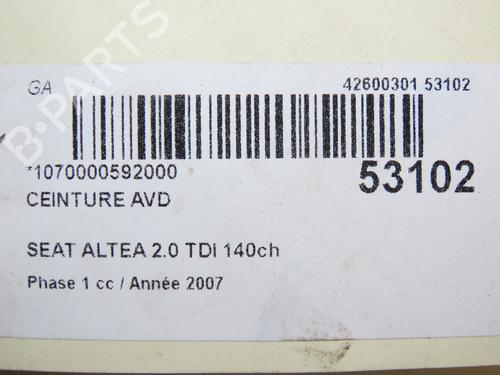 GA
42600301 53102
*1070000592000
53102
CEINTURE AVD
SEAT ALTEA 2.0 TDI 140ch
Phase 1 cc / Année 2007
B-PARTS